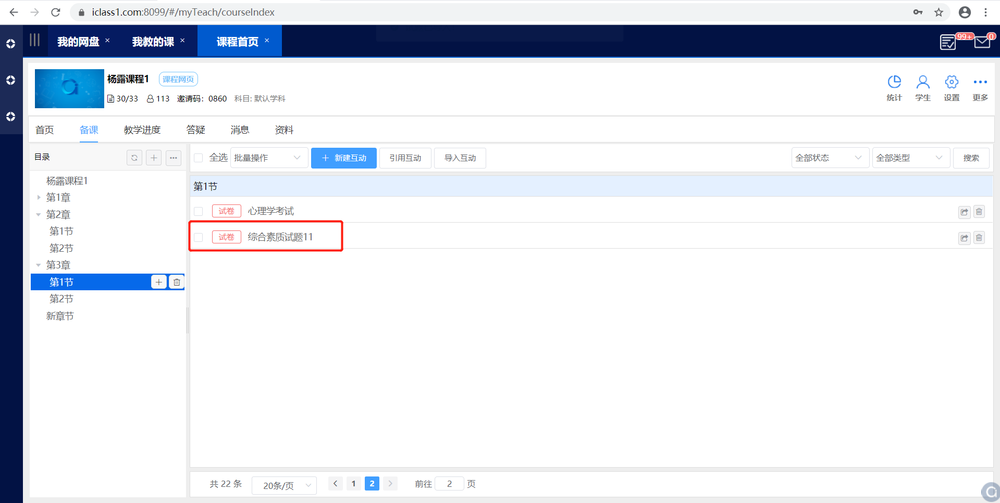 iclass1.com:8099/#/myTeach/courseIndex
我的网盘 × 我教的课 × 课程首页 ×
99+ 0
杨露课程1 课程网页
30/33 113 邀请码：0860 科目: 默认学科
统计 学生 设置 更多
首页 备课 教学进度 答疑 消息 资料
目录
全选 批量操作 + 新建互动 引用互动 导入互动 全部状态 全部类型 搜索
杨露课程1
第1章
第2章
第1节
第2节
第3章
第1节
第2节
新章节
第1节
试卷 心理学考试
试卷 综合素质试题11
共 22 条 20条/页 1 2 前往 2 页